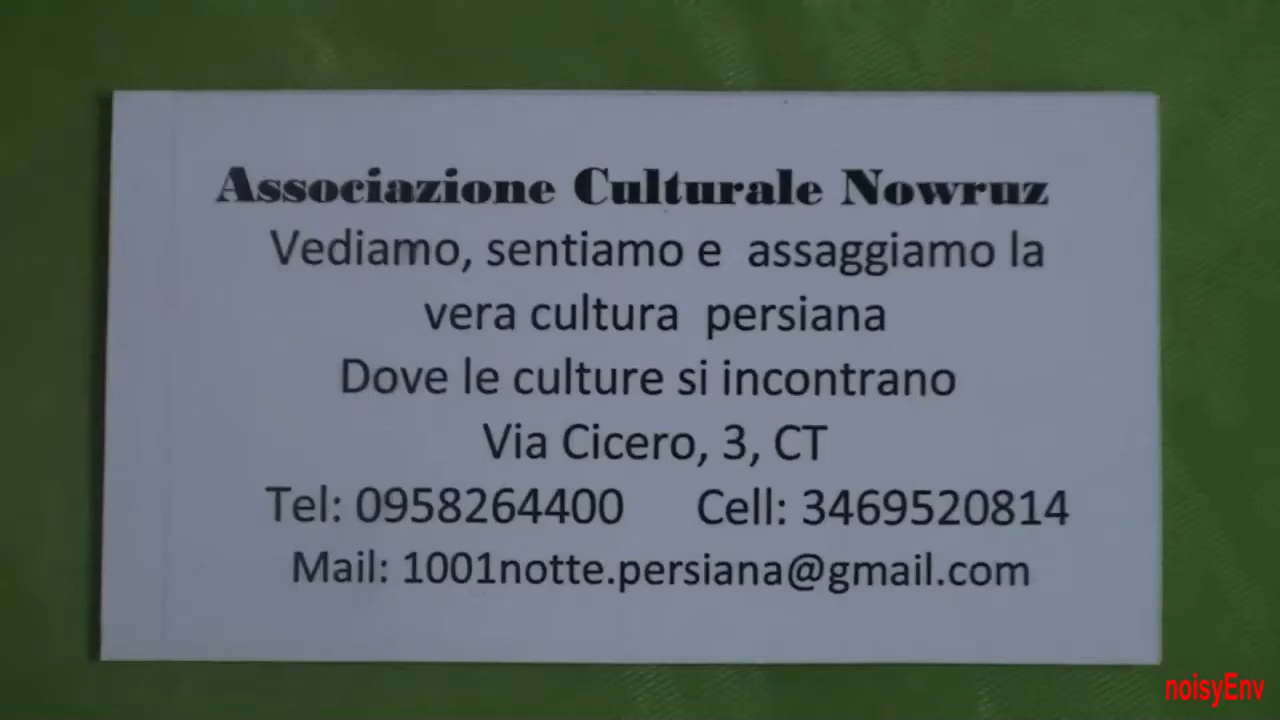 Associazione Culturale Nowruz
Vediamo, sentiamo e assaggiamo la
vera cultura persiana
Dove le culture si incontrano
Via Cicero, 3, CT
Tel: 0958264400 Cell: 3469520814
Mail: 1001notte.persiana@gmail.com
noisyEnv